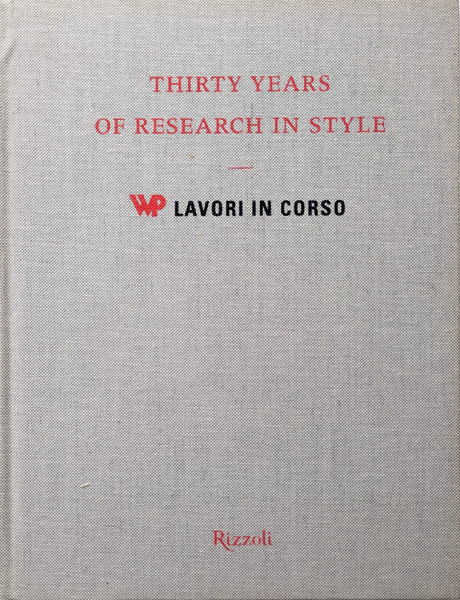 THIRTY YEARS
OF RESEARCH IN STYLE
WP LAVORI IN CORSO
Rizzoli